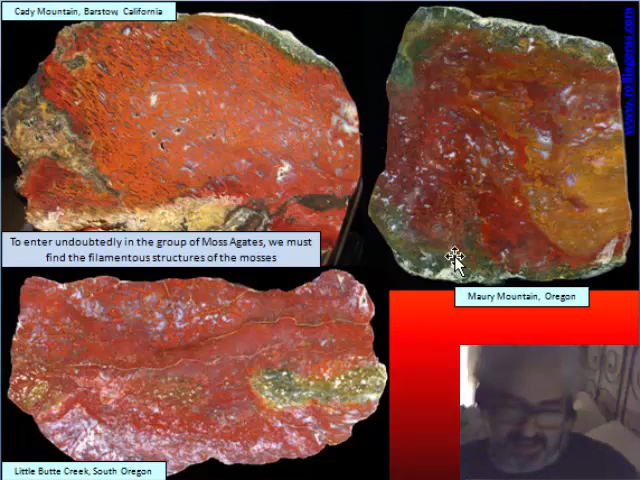 Cady Mountain, Barstow, California
To enter undoubtedly in the group of Moss Agates, we must
find the filamentous structures of the mosses
Maury Mountain, Oregon
Little Butte Creek, South Oregon